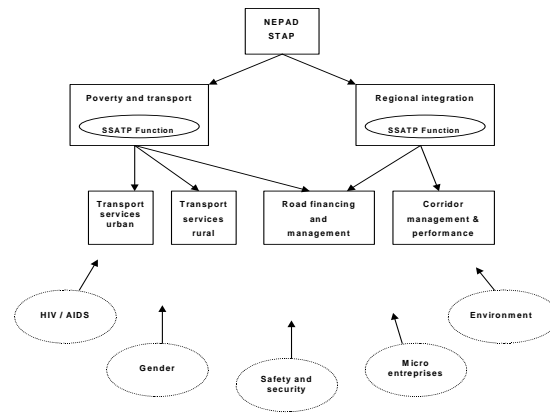 NEPAD
STAP
Poverty and transport
SSATP Function
Regional integration
SSATP Function
Transport
services
urban
Transport
services
rural
Road financing
and
management
Corridor
management &
performance
HIV / AIDS
Environment
Gender
Safety and
security
Micro
entreprises